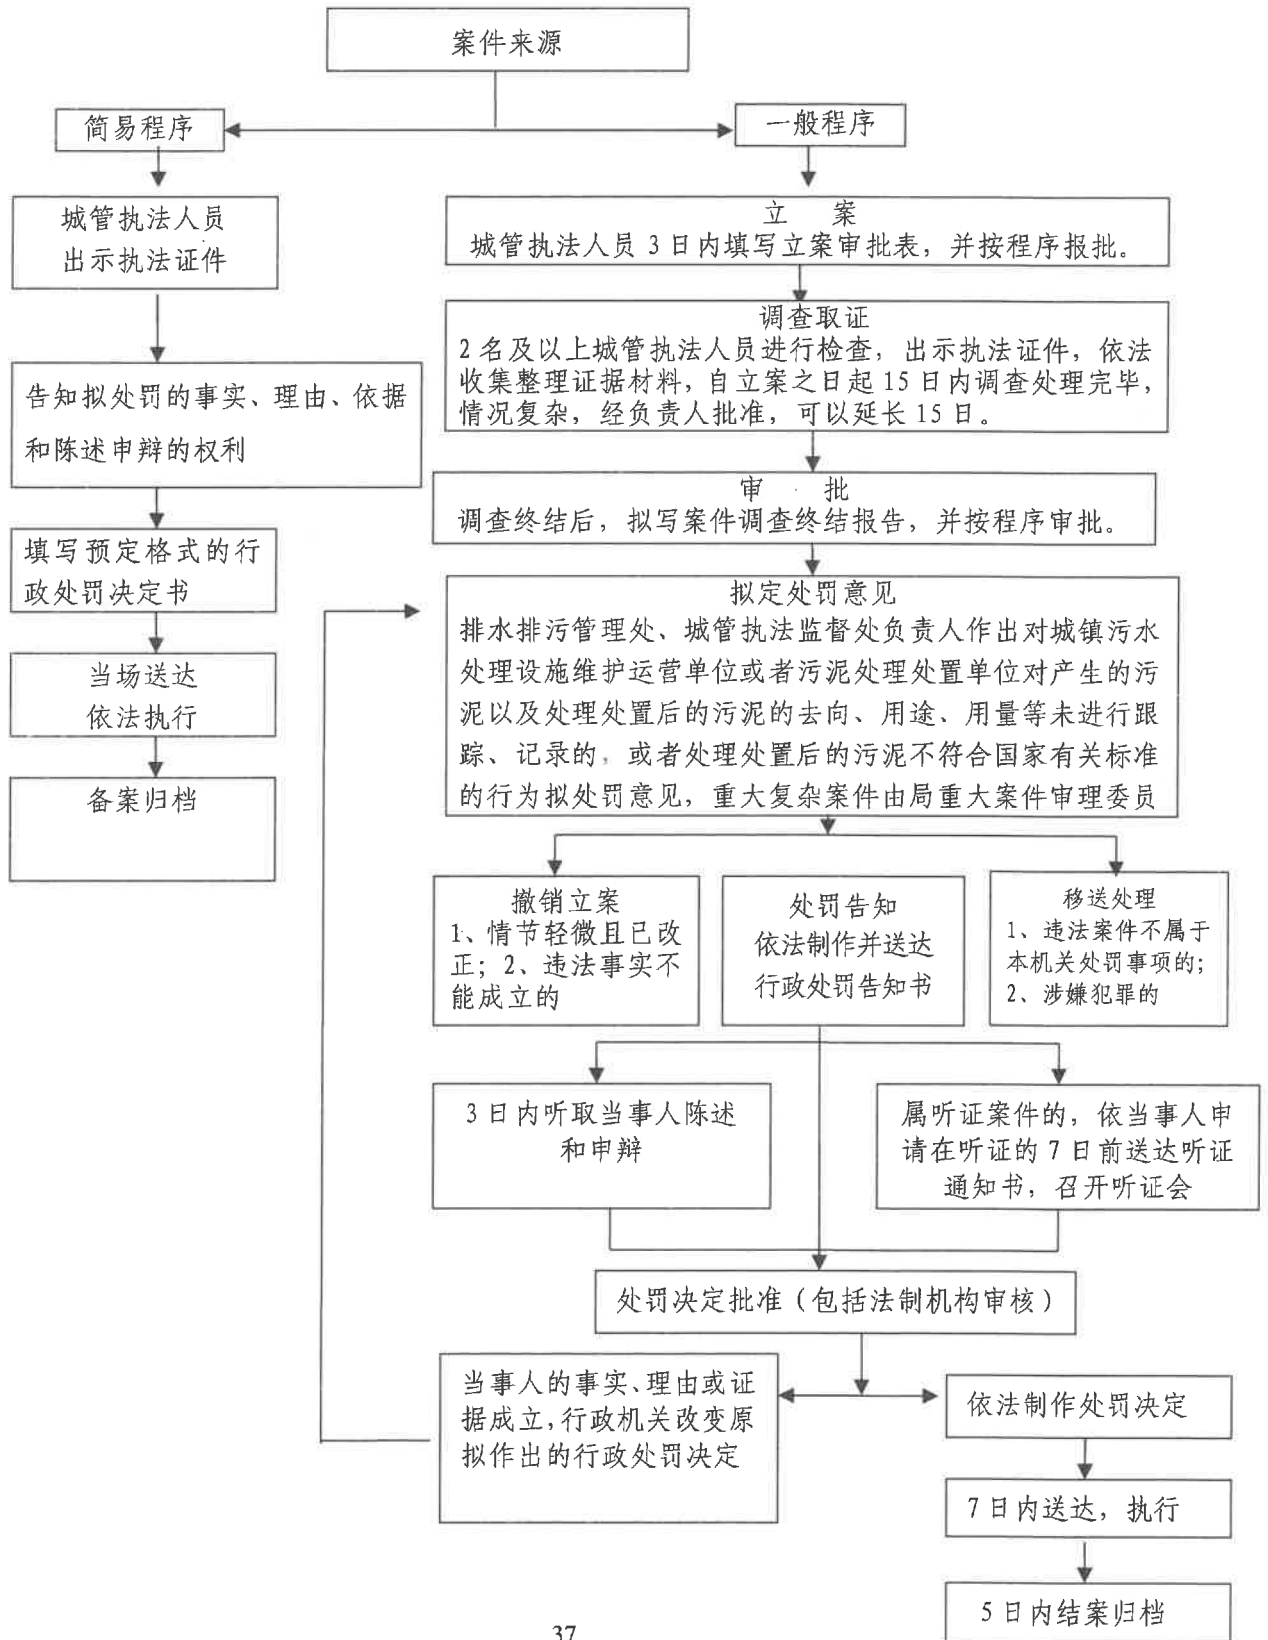 案件来源
简易程序
一般程序
城管执法人员
出示执法证件
告知拟处罚的事实、理由、依据
和陈述申辩的权利
填写预定格式的行
政处罚决定书
当场送达
依法执行
备案归档
立 案
城管执法人员 3 日内填写立案审批表，并按程序报批。
调查取证
2 名及以上城管执法人员进行检查，出示执法证件，依法
收集整理证据材料，自立案之日起 15 日内调查处理完毕，
情况复杂，经负责人批准，可以延长 15 日。
审 批
调查终结后，拟写案件调查终结报告，并按程序审批。
拟定处罚意见
排水排污管理处、城管执法监督处负责人作出对城镇污水
处理设施维护运营单位或者污泥处理处置单位对产生的污
泥以及处理处置后的污泥的去向、用途、用量等未进行跟
踪、记录的，或者处理处置后的污泥不符合国家有关标准
的行为拟处罚意见，重大复杂案件由局重大案件审理委员
撤销立案
1、情节轻微且已改
正；2、违法事实不
能成立的
处罚告知
依法制作并送达
行政处罚告知书
移送处理
1、违法案件不属于
本机关处罚事项的；
2、涉嫌犯罪的
3 日内听取当事人陈述
和申辩
属听证案件的，依当事人申
请在听证的 7 日前送达听证
通知书，召开听证会
处罚决定批准（包括法制机构审核）
当事人的事实、理由或证
据成立，行政机关改变原
拟作出的行政处罚决定
依法制作处罚决定
7 日内送达，执行
5 日内结案归档
37